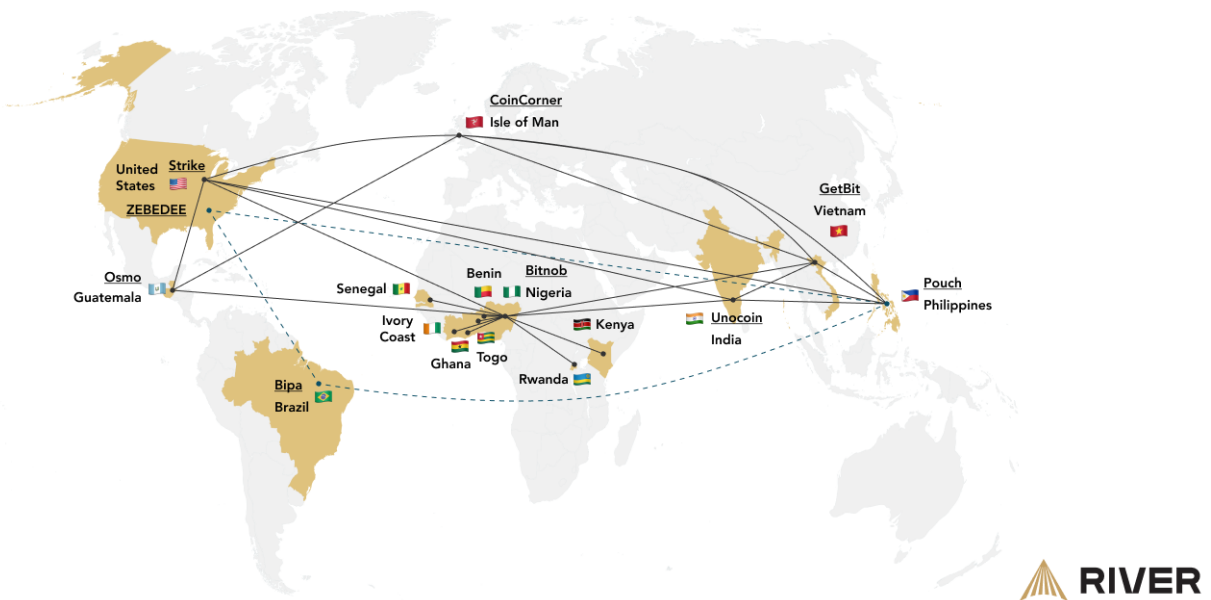 CoinCorner
Isle of Man
United
States
Strike
ZEBEDEE
GetBit
Vietnam
Osmo
Guatemala
Senegal
Benin
Bitnob
Nigeria
Pouch
Philippines
Ivory
Coast
Kenya
Unocoin
India
Ghana
Togo
Rwanda
Bipa
Brazil
RIVER